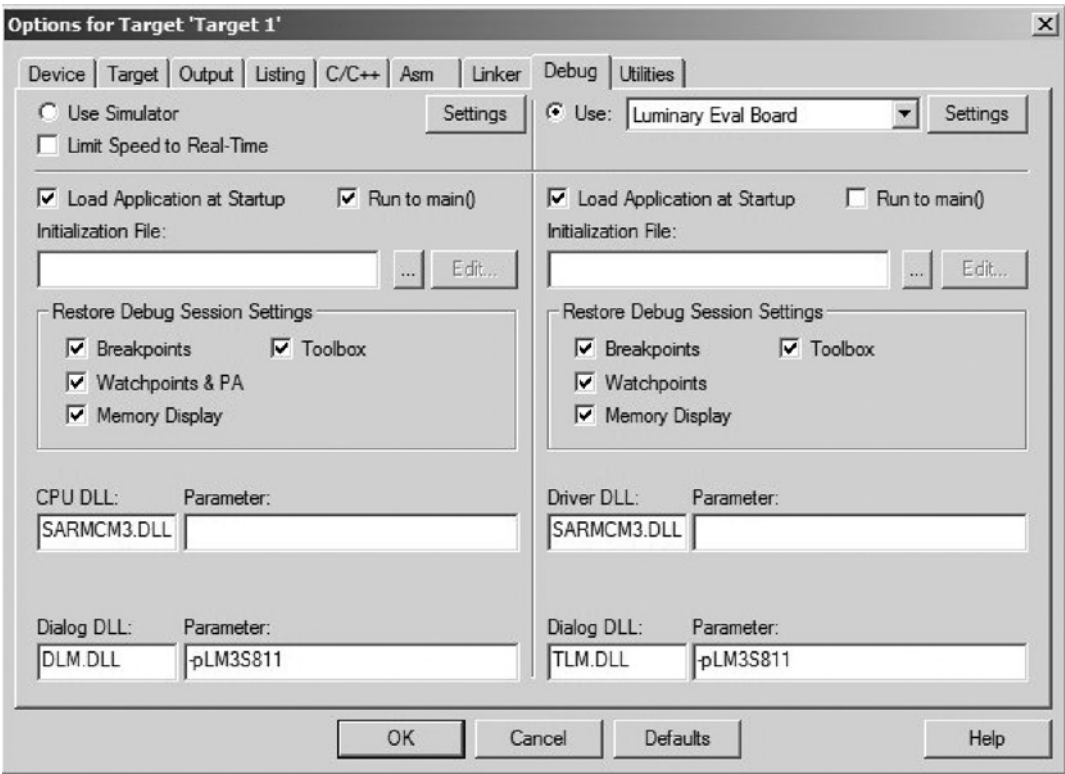 Options for Target 'Target 1'
Device Target Output Listing C/C++ Asm Linker Debug Utilities
Use Simulator Settings
Limit Speed to Real-Time
Load Application at Startup Run to main()
Initialization File:
... Edit...
Restore Debug Session Settings
Breakpoints Toolbox
Watchpoints & PA
Memory Display
CPU DLL: Parameter:
SARMCM3.DLL
Dialog DLL: Parameter:
DLM.DLL -pLM3S811
Use: Luminary Eval Board Settings
Load Application at Startup Run to main()
Initialization File:
... Edit...
Restore Debug Session Settings
Breakpoints Toolbox
Watchpoints
Memory Display
Driver DLL: Parameter:
SARMCM3.DLL
Dialog DLL: Parameter:
TLM.DLL -pLM3S811
OK Cancel Defaults Help